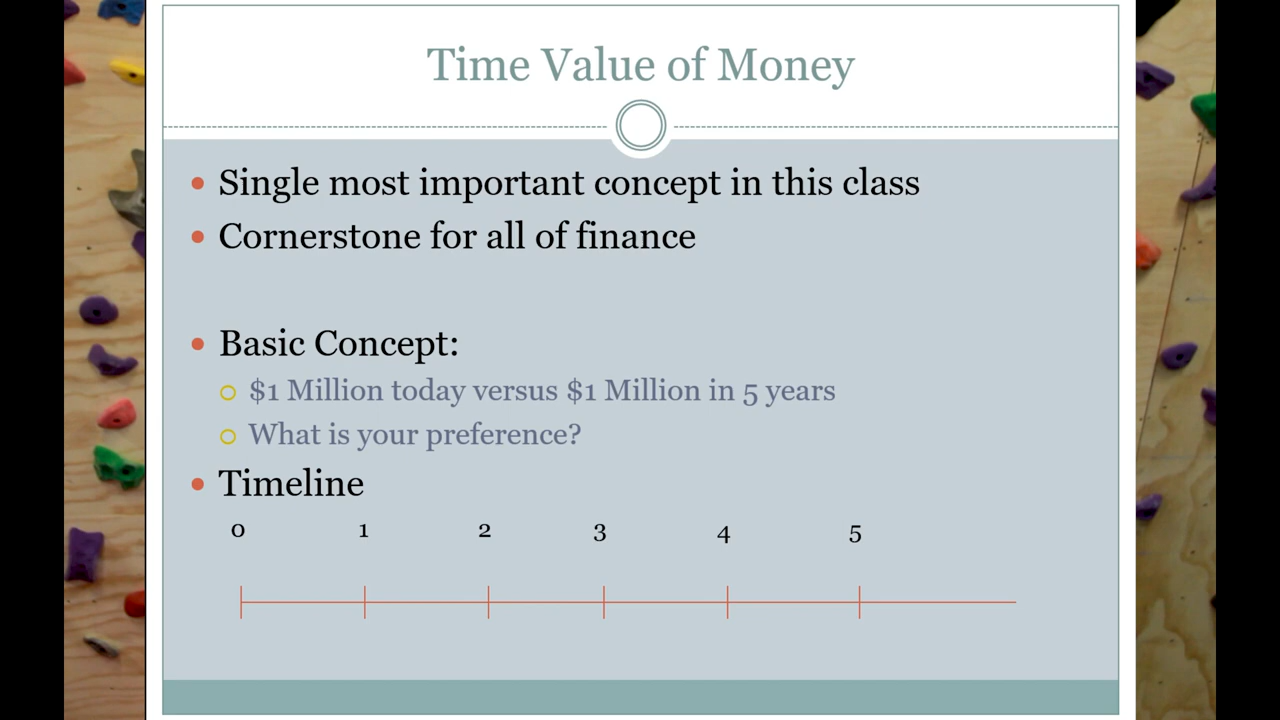 Time Value of Money
Single most important concept in this class
Cornerstone for all of finance
Basic Concept:
$1 Million today versus $1 Million in 5 years
What is your preference?
Timeline
0 1 2 3 4 5